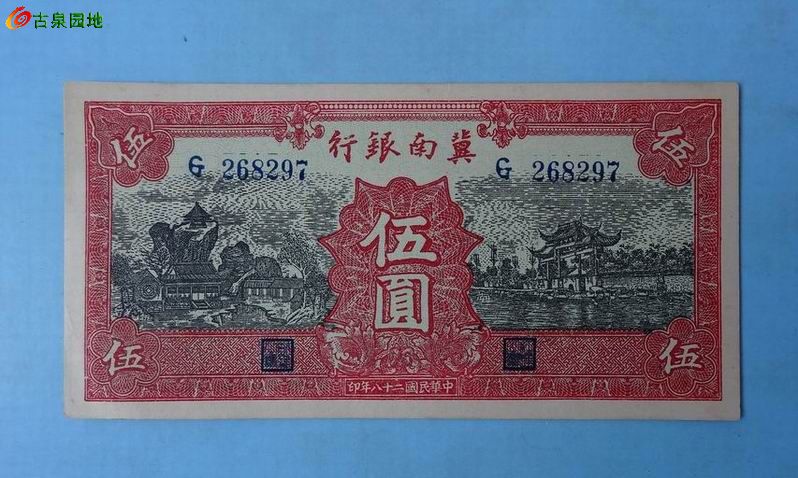 古泉园地
伍
伍
冀南銀行
G 268297
G 268297
伍圓
伍
伍
中華民國二十八年印